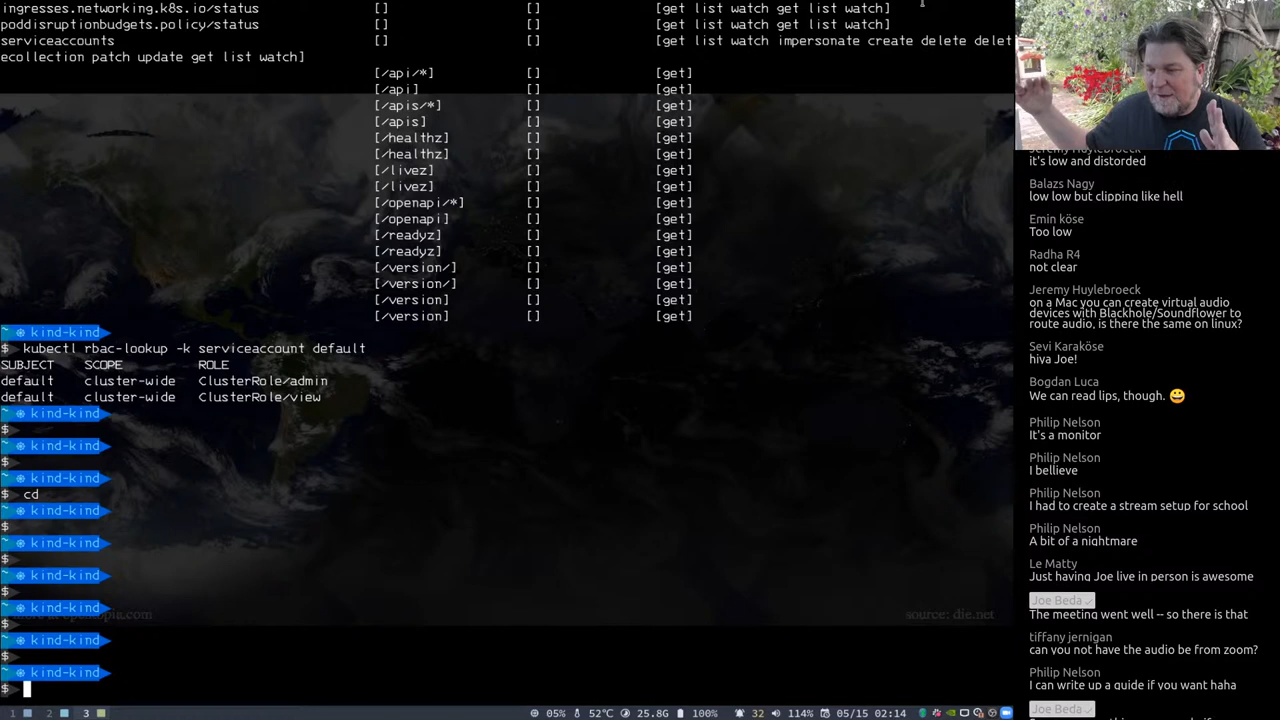 ingresses.networking.k8s.io/status [] [] [get list watch get list watch]
poddisruptionbudgets.policy/status [] [] [get list watch get list watch]
serviceaccounts [] [] [get list watch impersonate create delete delet
ecollection patch update get list watch]
[/api/*] [] [get]
[/api] [] [get]
[/apis/*] [] [get]
[/apis] [] [get]
[/healthz] [] [get]
[/healthz] [] [get]
[/livez] [] [get]
[/livez] [] [get]
[/openapi/*] [] [get]
[/openapi] [] [get]
[/readyz] [] [get]
[/readyz] [] [get]
[/version/] [] [get]
[/version/] [] [get]
[/version] [] [get]
[/version] [] [get]
~ ⎈ kind-kind
$ kubectl rbac-lookup -k serviceaccount default
SUBJECT SCOPE ROLE
default cluster-wide ClusterRole/admin
default cluster-wide ClusterRole/view
~ ⎈ kind-kind
$
~ ⎈ kind-kind
$
~ ⎈ kind-kind
$ cd
~ ⎈ kind-kind
$
~ ⎈ kind-kind
$
~ ⎈ kind-kind
$
~ ⎈ kind-kind
source: die.net
$
~ ⎈ kind-kind
$
~ ⎈ kind-kind
$
1 2 3 05% 52°C 25.8G 100% 32 114% 05/15 02:14
Jeremy Huylebroeck
it's low and distorted
Balazs Nagy
low low but clipping like hell
Emin köse
Too low
Radha R4
not clear
Jeremy Huylebroeck
on a Mac you can create virtual audio
devices with Blackhole/Soundflower to
route audio, is there the same on linux?
Sevi Karaköse
hiya Joe!
Bogdan Luca
We can read lips, though. 😀
Philip Nelson
It's a monitor
Philip Nelson
I bellieve
Philip Nelson
I had to create a stream setup for school
Philip Nelson
A bit of a nightmare
Le Matty
Just having Joe live in person is awesome
Joe Beda ✓
The meeting went well -- so there is that
tiffany jernigan
can you not have the audio be from zoom?
Philip Nelson
I can write up a guide if you want haha
Joe Beda ✓